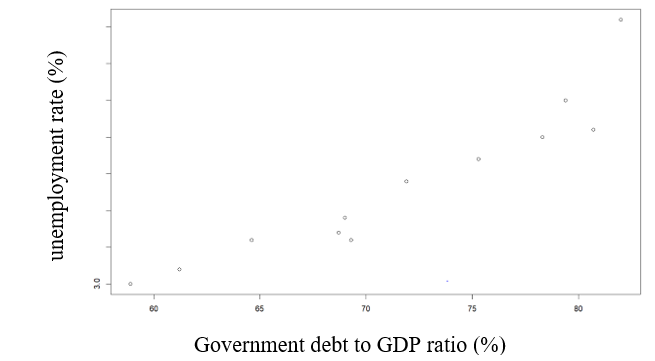 unemployment rate (%)
3.0
60 65 70 75 80
Government debt to GDP ratio (%)